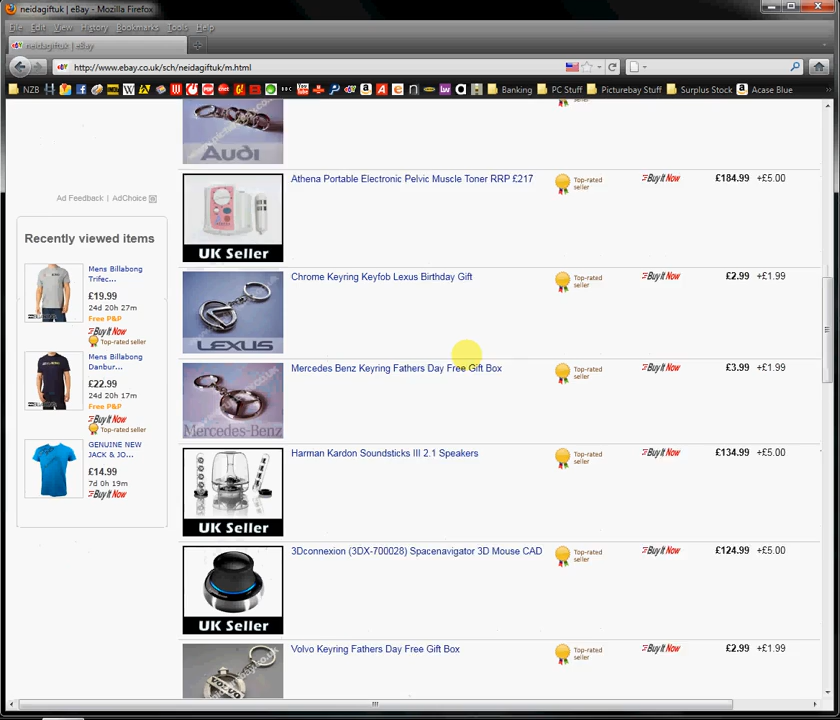 neidagiftuk | eBay - Mozilla Firefox
File Edit View History Bookmarks Tools Help
neidagiftuk | eBay
http://www.ebay.co.uk/sch/neidagiftuk/m.html
NZB
Banking
PC Stuff
Picturebay Stuff
Surplus Stock
Acase Blue
Audi
Ad Feedback | AdChoice
Athena Portable Electronic Pelvic Muscle Toner RRP £217
Top-rated seller
Buy It Now
£184.99 +£5.00
UK Seller
Recently viewed items
Mens Billabong Trifec...
£19.99
24d 20h 27m
Free P&P
Buy It Now
Top-rated seller
Mens Billabong Danbur...
£22.99
24d 20h 17m
Free P&P
Buy It Now
Top-rated seller
GENUINE NEW JACK & JO...
£14.99
7d 0h 19m
Buy It Now
Chrome Keyring Keyfob Lexus Birthday Gift
Top-rated seller
Buy It Now
£2.99 +£1.99
LEXUS
Mercedes Benz Keyring Fathers Day Free Gift Box
Top-rated seller
Buy It Now
£3.99 +£1.99
Mercedes-Benz
Harman Kardon Soundsticks III 2.1 Speakers
Top-rated seller
Buy It Now
£134.99 +£5.00
UK Seller
3Dconnexion (3DX-700028) Spacenavigator 3D Mouse CAD
Top-rated seller
Buy It Now
£124.99 +£5.00
UK Seller
Volvo Keyring Fathers Day Free Gift Box
Top-rated seller
Buy It Now
£2.99 +£1.99
VOLVO